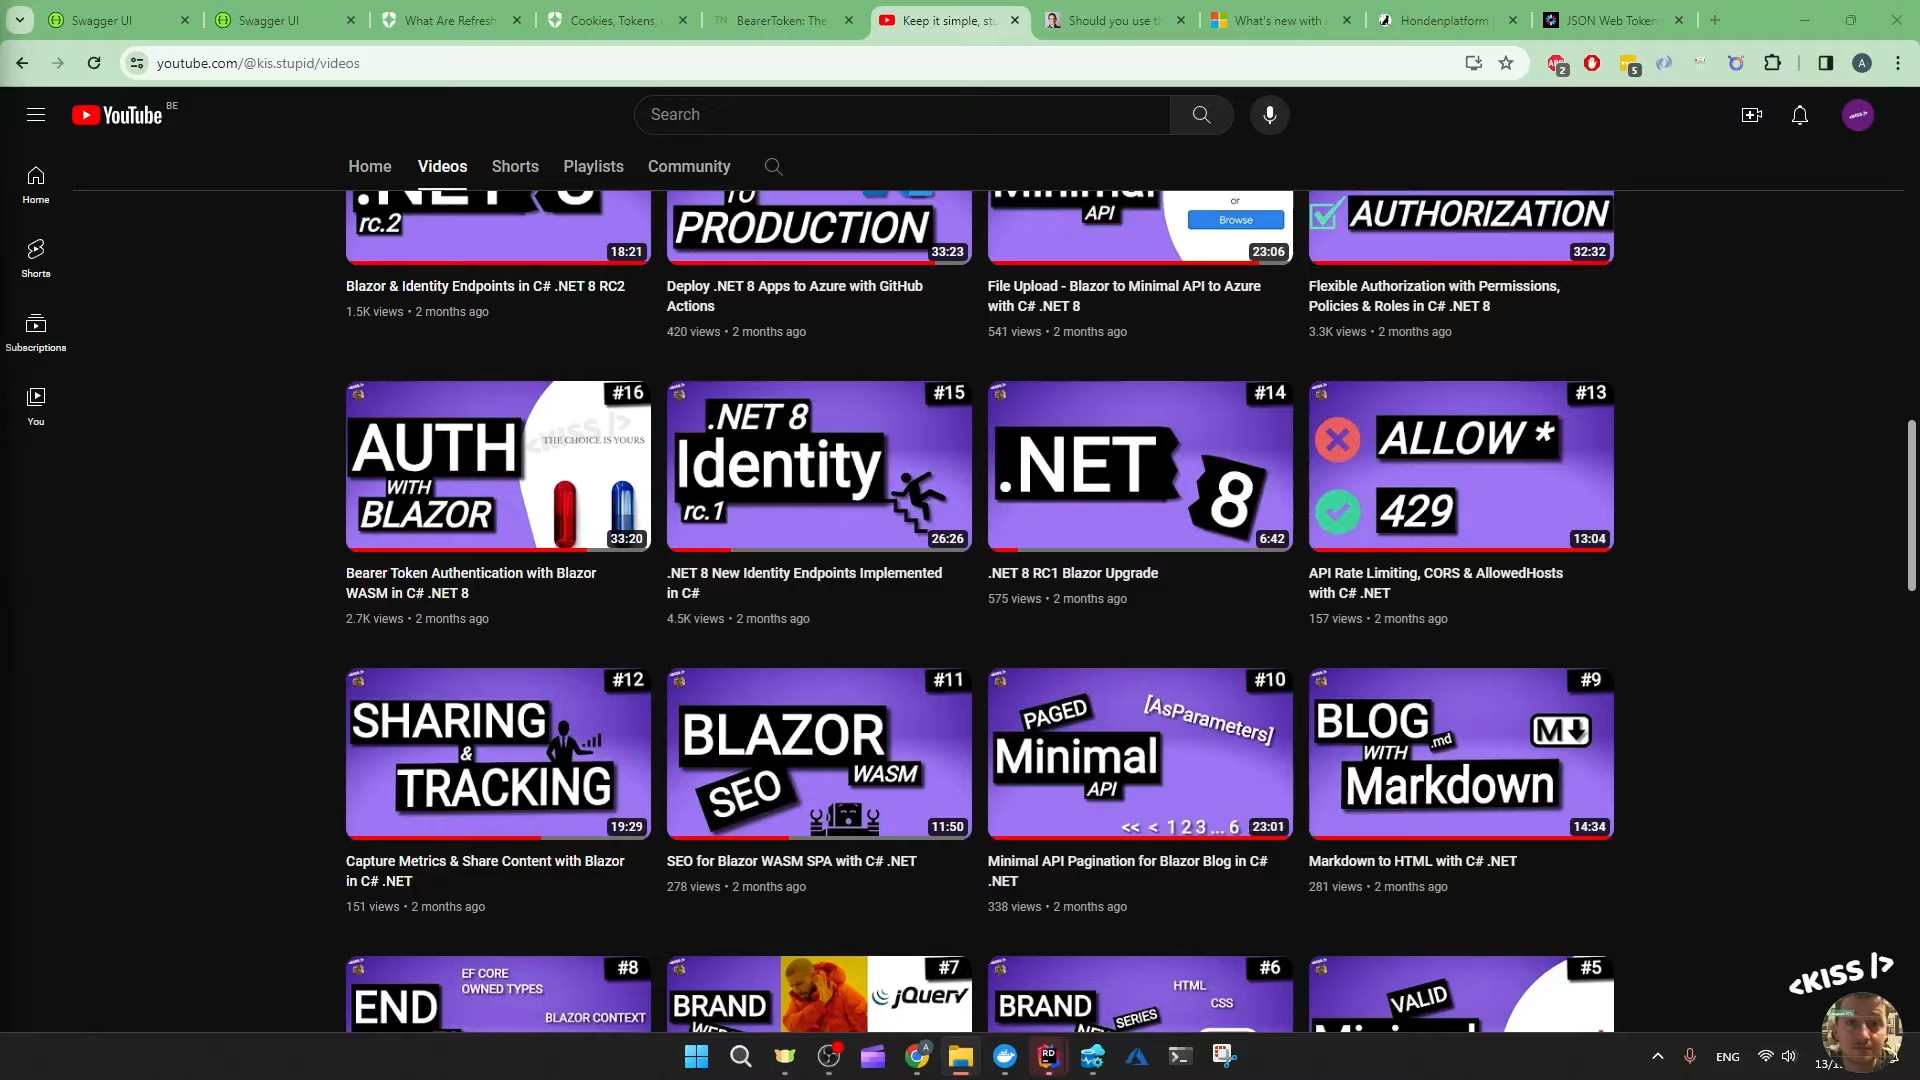 Swagger UI
Swagger UI
What Are Refresh
Cookies, Tokens,
BearerToken: The
Keep it simple, stu
Should you use th
What's new with
Hondenplatform
JSON Web Token
youtube.com/@kis.stupid/videos
2
5
A
YouTube BE
Search
Home
Videos
Shorts
Playlists
Community
Home
Shorts
Subscriptions
You
.NET 8
rc.2
18:21
TO
PRODUCTION
33:23
Minimal
API
or
Browse
23:06
AUTHORIZATION
32:32
Blazor & Identity Endpoints in C# .NET 8 RC2
1.5K views • 2 months ago
Deploy .NET 8 Apps to Azure with GitHub
Actions
420 views • 2 months ago
File Upload - Blazor to Minimal API to Azure
with C# .NET 8
541 views • 2 months ago
Flexible Authorization with Permissions,
Policies & Roles in C# .NET 8
3.3K views • 2 months ago
#16
AUTH
WITH
BLAZOR
<KISS />
THE CHOICE IS YOURS
33:20
#15
.NET 8
Identity
rc.1
26:26
#14
.NET
8
6:42
#13
ALLOW *
429
13:04
Bearer Token Authentication with Blazor
WASM in C# .NET 8
2.7K views • 2 months ago
.NET 8 New Identity Endpoints Implemented
in C#
4.5K views • 2 months ago
.NET 8 RC1 Blazor Upgrade
575 views • 2 months ago
API Rate Limiting, CORS & AllowedHosts
with C# .NET
157 views • 2 months ago
#12
SHARING
&
TRACKING
19:29
#11
BLAZOR
WASM
SEO
11:50
#10
PAGED
[AsParameters]
Minimal
API
<< < 1 2 3 ... 6
23:01
#9
BLOG
.md
WITH
Markdown
M
14:34
Capture Metrics & Share Content with Blazor
in C# .NET
151 views • 2 months ago
SEO for Blazor WASM SPA with C# .NET
278 views • 2 months ago
Minimal API Pagination for Blazor Blog in C#
.NET
338 views • 2 months ago
Markdown to HTML with C# .NET
281 views • 2 months ago
#8
EF CORE
OWNED TYPES
END
BLAZOR CONTEXT
#7
BRAND
jQuery
#6
HTML
CSS
BRAND
NEW
SERIES
#5
VALID
Minimal
<KISS />
A
RD
ENG